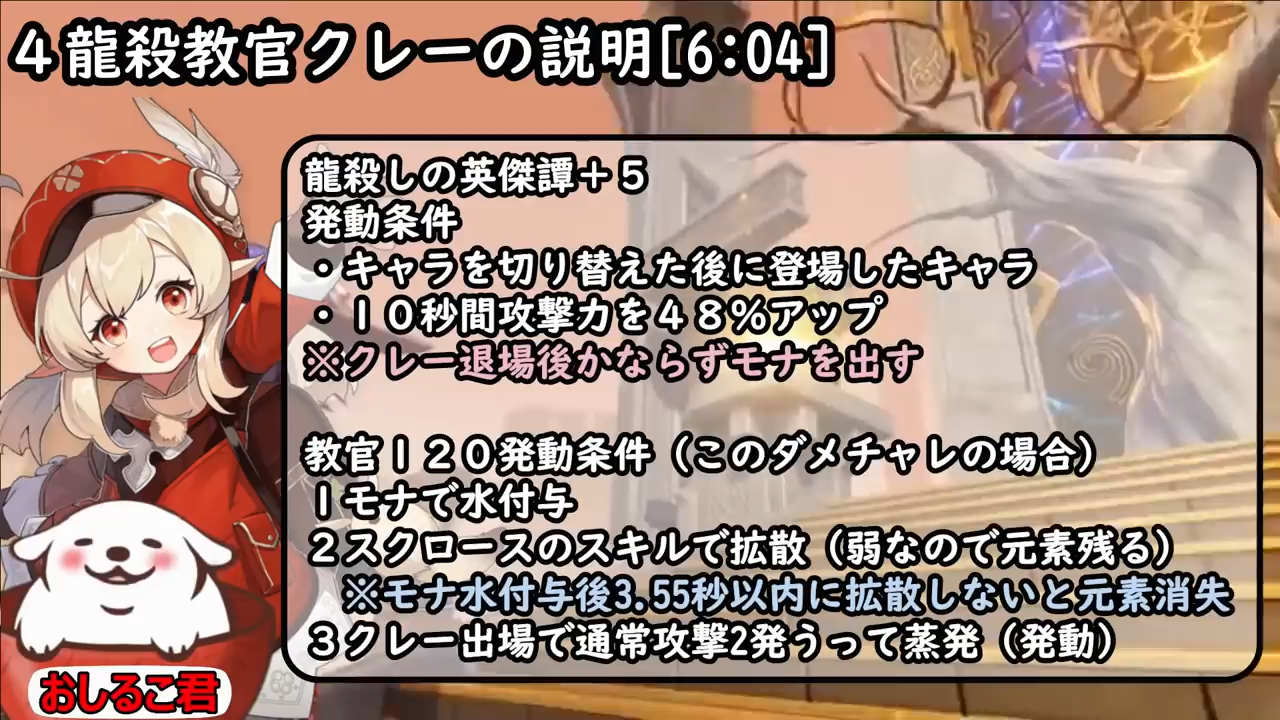 ４龍殺教官クレーの説明[6:04]
龍殺しの英傑譚＋５
発動条件
・キャラを切り替えた後に登場したキャラ
・１０秒間攻撃力を４８％アップ
※クレー退場後かならずモナを出す
教官１２０発動条件（このダメチャレの場合）
１モナで水付与
２スクロースのスキルで拡散（弱なので元素残る）
※モナ水付与後3.55秒以内に拡散しないと元素消失
３クレー出場で通常攻撃2発うって蒸発（発動）
おしるこ君